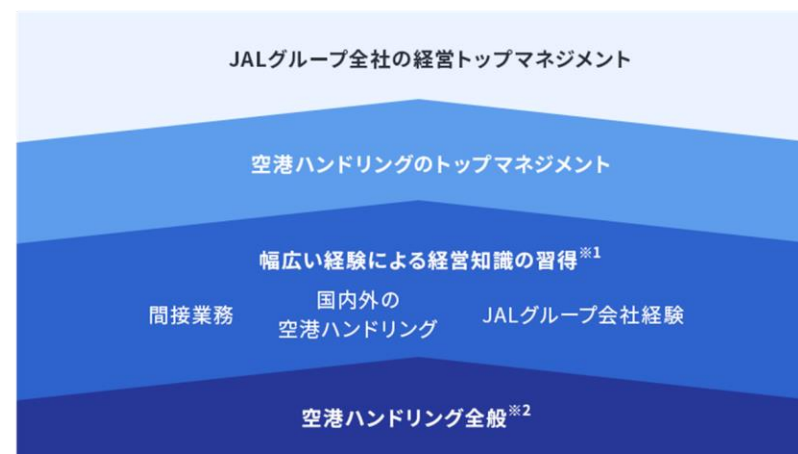 JALグループ全社の経営トップマネジメント
空港ハンドリングのトップマネジメント
幅広い経験による経営知識の習得※1
間接業務
国内外の
空港ハンドリング
JALグループ会社経験
空港ハンドリング全般※2